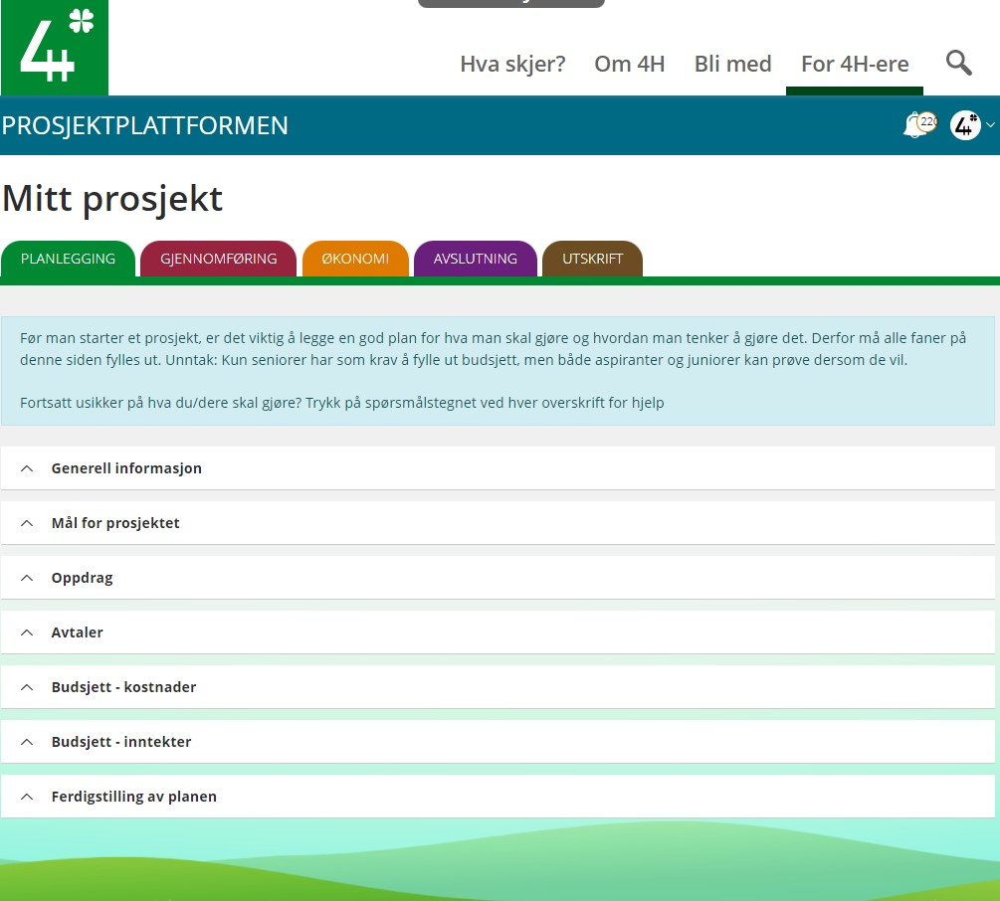 4H
Hva skjer? Om 4H Bli med For 4H-ere
PROSJEKTPLATTFORMEN
220
4H
Mitt prosjekt
PLANLEGGING GJENNOMFØRING ØKONOMI AVSLUTNING UTSKRIFT
Før man starter et prosjekt, er det viktig å legge en god plan for hva man skal gjøre og hvordan man tenker å gjøre det. Derfor må alle faner på
denne siden fylles ut. Unntak: Kun seniorer har som krav å fylle ut budsjett, men både aspiranter og juniorer kan prøve dersom de vil.
Fortsatt usikker på hva du/dere skal gjøre? Trykk på spørsmålstegnet ved hver overskrift for hjelp
Generell informasjon
Mål for prosjektet
Oppdrag
Avtaler
Budsjett - kostnader
Budsjett - inntekter
Ferdigstilling av planen